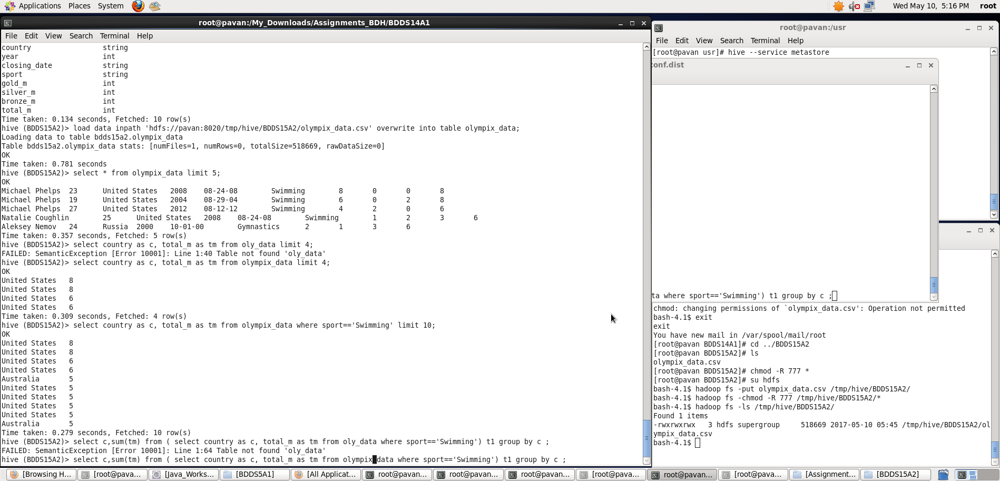 Applications Places System Wed May 10, 5:16 PM root
root@pavan:/My_Downloads/Assignments_BDH/BDDS14A1
File Edit View Search Terminal Help
country string
year int
closing_date string
sport string
gold_m int
silver_m int
bronze_m int
total_m int
Time taken: 0.134 seconds, Fetched: 10 row(s)
hive (BDDS15A2)> load data inpath 'hdfs://pavan:8020/tmp/hive/BDDS15A2/olympix_data.csv' overwrite into table olympix_data;
Loading data to table bdds15a2.olympix_data
Table bdds15a2.olympix_data stats: [numFiles=1, numRows=0, totalSize=518669, rawDataSize=0]
OK
Time taken: 0.781 seconds
hive (BDDS15A2)> select * from olympix_data limit 5;
OK
Michael Phelps 23 United States 2008 08-24-08 Swimming 8 0 0 8
Michael Phelps 19 United States 2004 08-29-04 Swimming 6 0 2 8
Michael Phelps 27 United States 2012 08-12-12 Swimming 4 2 0 6
Natalie Coughlin 25 United States 2008 08-24-08 Swimming 1 2 3 6
Aleksey Nemov 24 Russia 2000 10-01-00 Gymnastics 2 1 3 6
Time taken: 0.357 seconds, Fetched: 5 row(s)
hive (BDDS15A2)> select country as c, total_m as tm from oly_data limit 4;
FAILED: SemanticException [Error 10001]: Line 1:40 Table not found 'oly_data'
hive (BDDS15A2)> select country as c, total_m as tm from olympix_data limit 4;
OK
United States 8
United States 8
United States 6
United States 6
Time taken: 0.309 seconds, Fetched: 4 row(s)
hive (BDDS15A2)> select country as c, total_m as tm from olympix_data where sport=='Swimming' limit 10;
OK
United States 8
United States 8
United States 6
United States 6
Australia 5
United States 5
United States 5
United States 5
United States 5
Australia 5
Time taken: 0.279 seconds, Fetched: 10 row(s)
hive (BDDS15A2)> select c,sum(tm) from ( select country as c, total_m as tm from oly_data where sport=='Swimming') t1 group by c ;
FAILED: SemanticException [Error 10001]: Line 1:64 Table not found 'oly_data'
hive (BDDS15A2)> select c,sum(tm) from ( select country as c, total_m as tm from olympix_data where sport=='Swimming') t1 group by c ;
root@pavan:/usr
File Edit View Search Terminal Help
[root@pavan usr]# hive --service metastore
conf.dist
ta where sport=='Swimming') t1 group by c ;
chmod: changing permissions of `olympix_data.csv': Operation not permitted
bash-4.1$ exit
exit
You have new mail in /var/spool/mail/root
[root@pavan BDDS14A1]# cd ../BDDS15A2
[root@pavan BDDS15A2]# ls
olympix_data.csv
[root@pavan BDDS15A2]# chmod -R 777 *
[root@pavan BDDS15A2]# su hdfs
bash-4.1$ hadoop fs -put olympix_data.csv /tmp/hive/BDDS15A2/
bash-4.1$ hadoop fs -chmod -R 777 /tmp/hive/BDDS15A2/*
bash-4.1$ hadoop fs -ls /tmp/hive/BDDS15A2/
Found 1 items
-rwxrwxrwx 3 hdfs supergroup 518669 2017-05-10 05:45 /tmp/hive/BDDS15A2/ol
ympix_data.csv
bash-4.1$
[Browsing H... [root@pava... [Java_Works... [BDDS5A1] [All Applicat... root@pavan... root@pavan... root@pavan... [root@pava... root@pavan... [root@pava... [Assignment... [BDDS15A2]